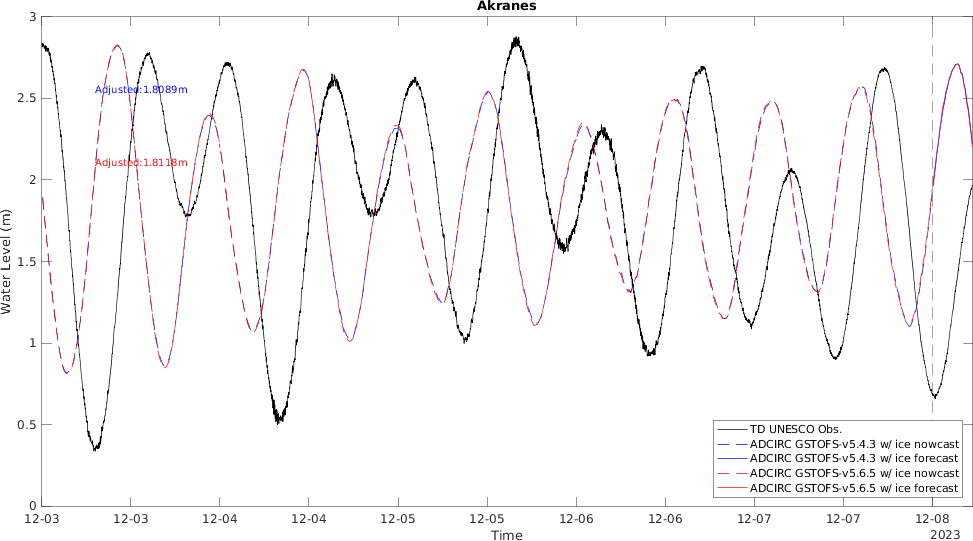 Akranes
3
2.5
2
1.5
1
0.5
0
Water Level (m)
Adjusted:1.8089m
Adjusted:1.8118m
TD UNESCO Obs.
ADCIRC GSTOFS-v5.4.3 w/ ice nowcast
ADCIRC GSTOFS-v5.4.3 w/ ice forecast
ADCIRC GSTOFS-v5.6.5 w/ ice nowcast
ADCIRC GSTOFS-v5.6.5 w/ ice forecast
12-03 12-03 12-04 12-04 12-05 12-05 12-06 12-06 12-07 12-07 12-08
Time
2023